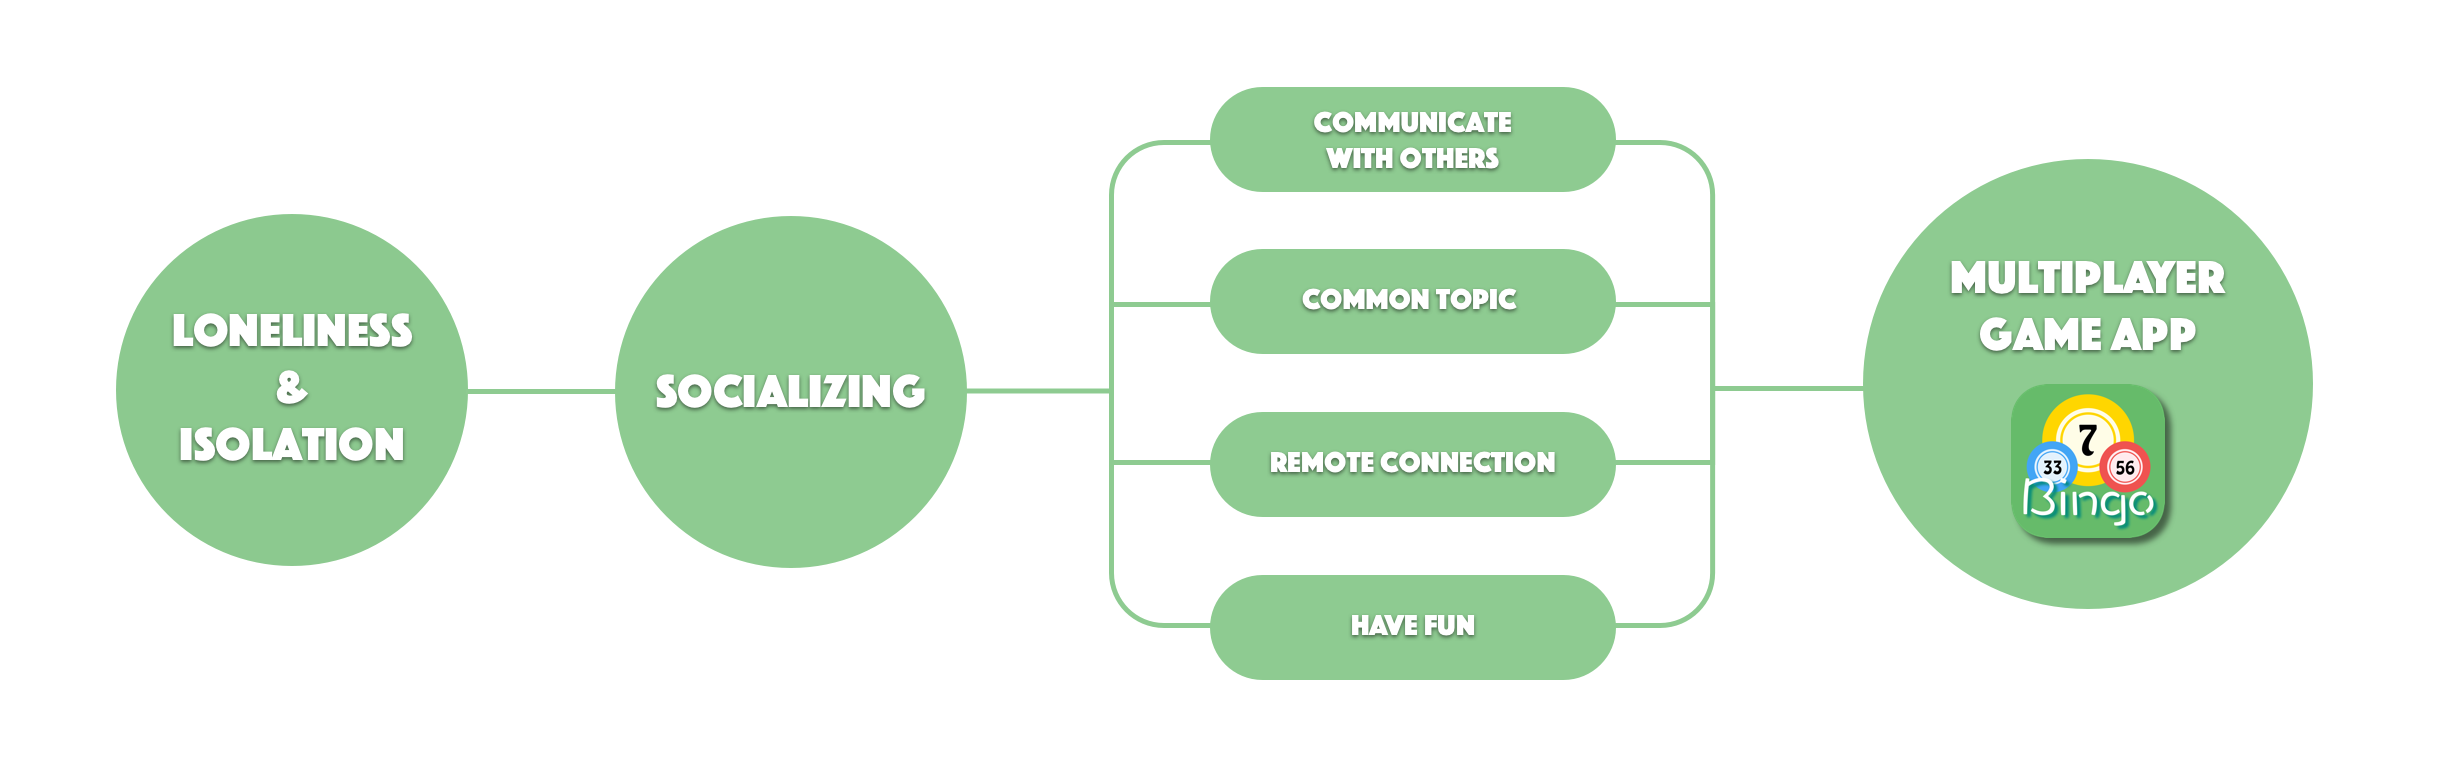 LONELINESS
&
ISOLATION
SOCIALIZING
COMMUNICATE
WITH OTHERS
COMMON TOPIC
REMOTE CONNECTION
HAVE FUN
MULTIPLAYER
GAME APP
7
33
56
Bingo